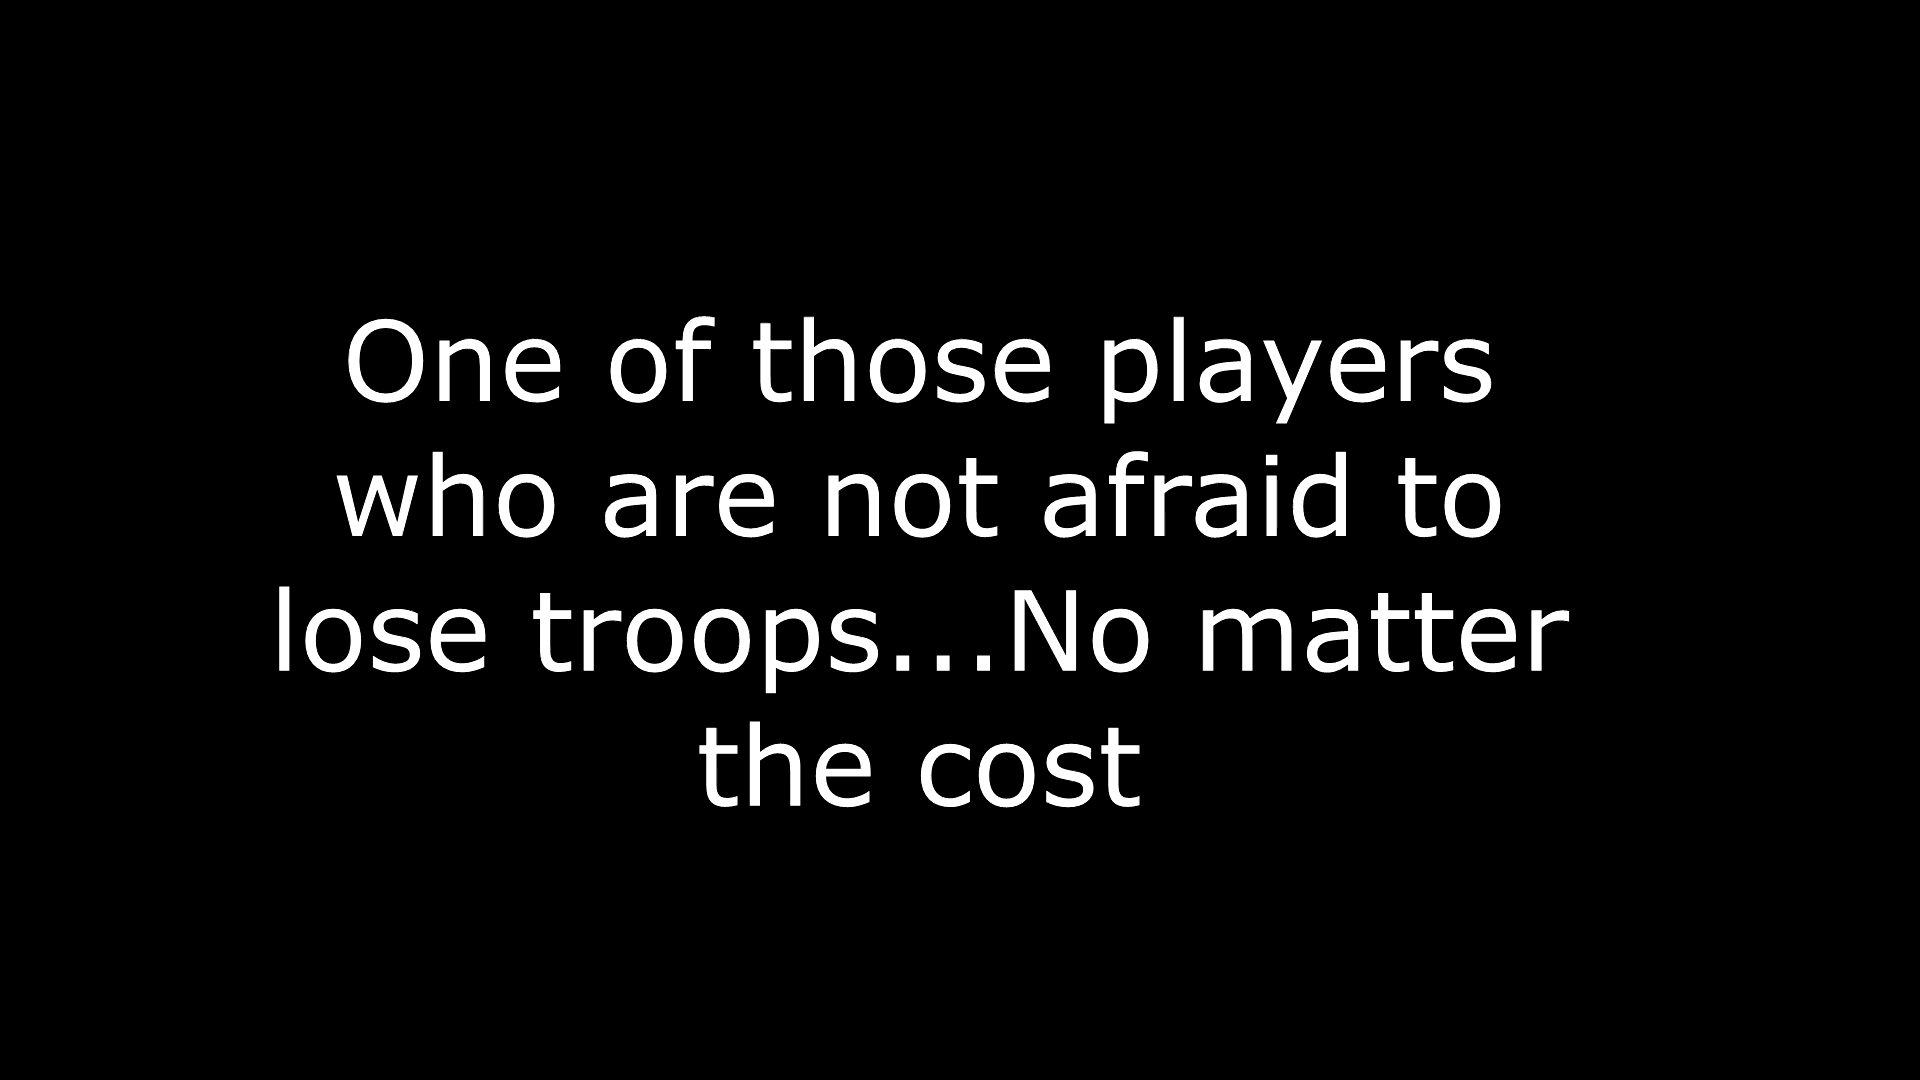 One of those players
who are not afraid to
lose troops...No matter
the cost